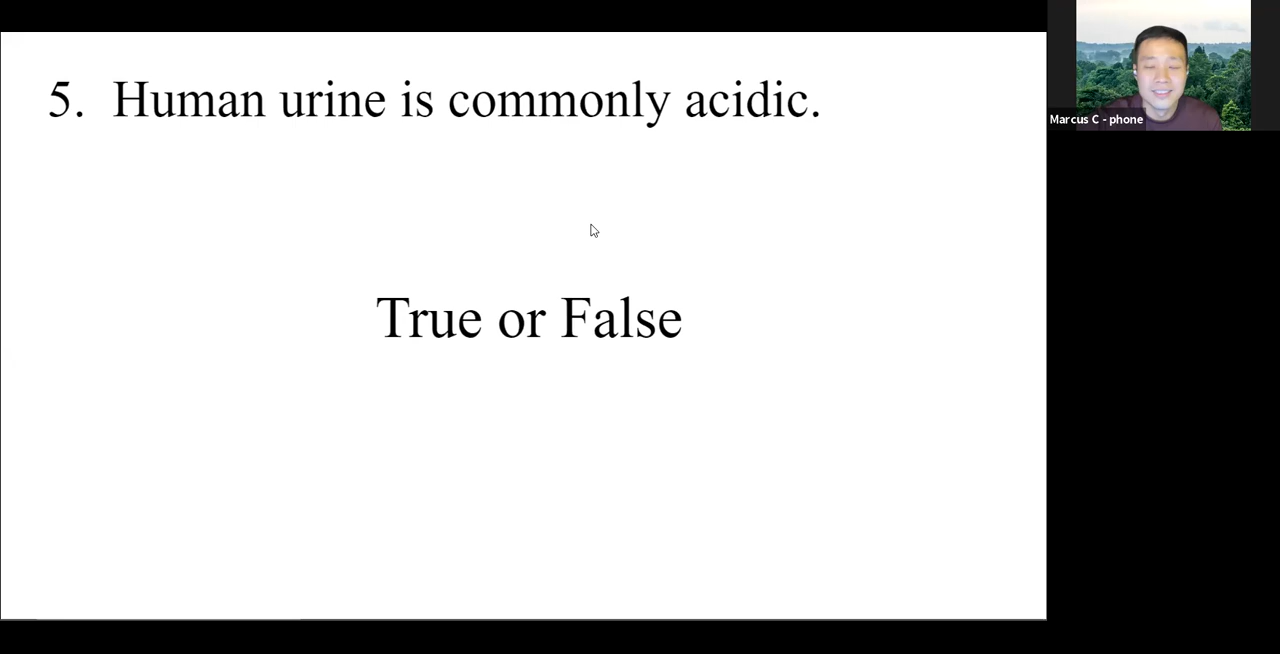 5. Human urine is commonly acidic.
True or False
Marcus C - phone